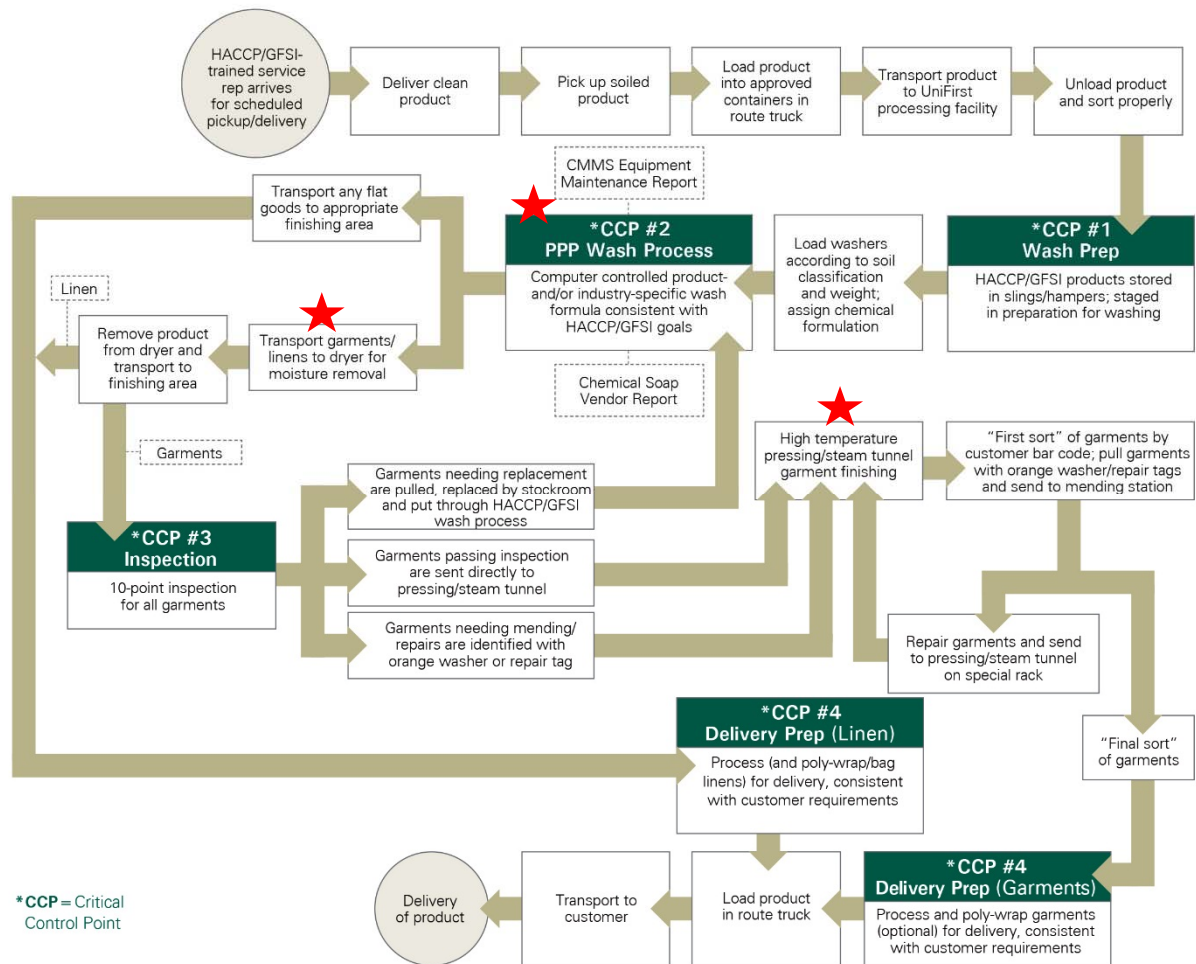 HACCP/GFSI-
trained service
rep arrives
for scheduled
pickup/delivery
Deliver clean
product
Pick up soiled
product
Load product
into approved
containers in
route truck
Transport product
to UniFirst
processing facility
Unload product
and sort properly
CMMS Equipment
Maintenance Report
Transport any flat
goods to appropriate
finishing area
*CCP #2
PPP Wash Process
Computer controlled product-
and/or industry-specific wash
formula consistent with
HACCP/GFSI goals
Load washers
according to soil
classification
and weight;
assign chemical
formulation
*CCP #1
Wash Prep
HACCP/GFSI products stored
in slings/hampers; staged
in preparation for washing
Linen
Remove product
from dryer and
transport to
finishing area
Transport garments/
linens to dryer for
moisture removal
Chemical Soap
Vendor Report
Garments
High temperature
pressing/steam tunnel
garment finishing
“First sort” of garments by
customer bar code; pull garments
with orange washer/repair tags
and send to mending station
Garments needing replacement
are pulled, replaced by stockroom
and put through HACCP/GFSI
wash process
*CCP #3
Inspection
10-point inspection
for all garments
Garments passing inspection
are sent directly to
pressing/steam tunnel
Garments needing mending/
repairs are identified with
orange washer or repair tag
Repair garments and send
to pressing/steam tunnel
on special rack
*CCP #4
Delivery Prep (Linen)
Process (and poly-wrap/bag
linens) for delivery, consistent
with customer requirements
“Final sort”
of garments
*CCP #4
Delivery Prep (Garments)
Process and poly-wrap garments
(optional) for delivery, consistent
with customer requirements
Load product
in route truck
Transport to
customer
Delivery
of product
*CCP = Critical
Control Point